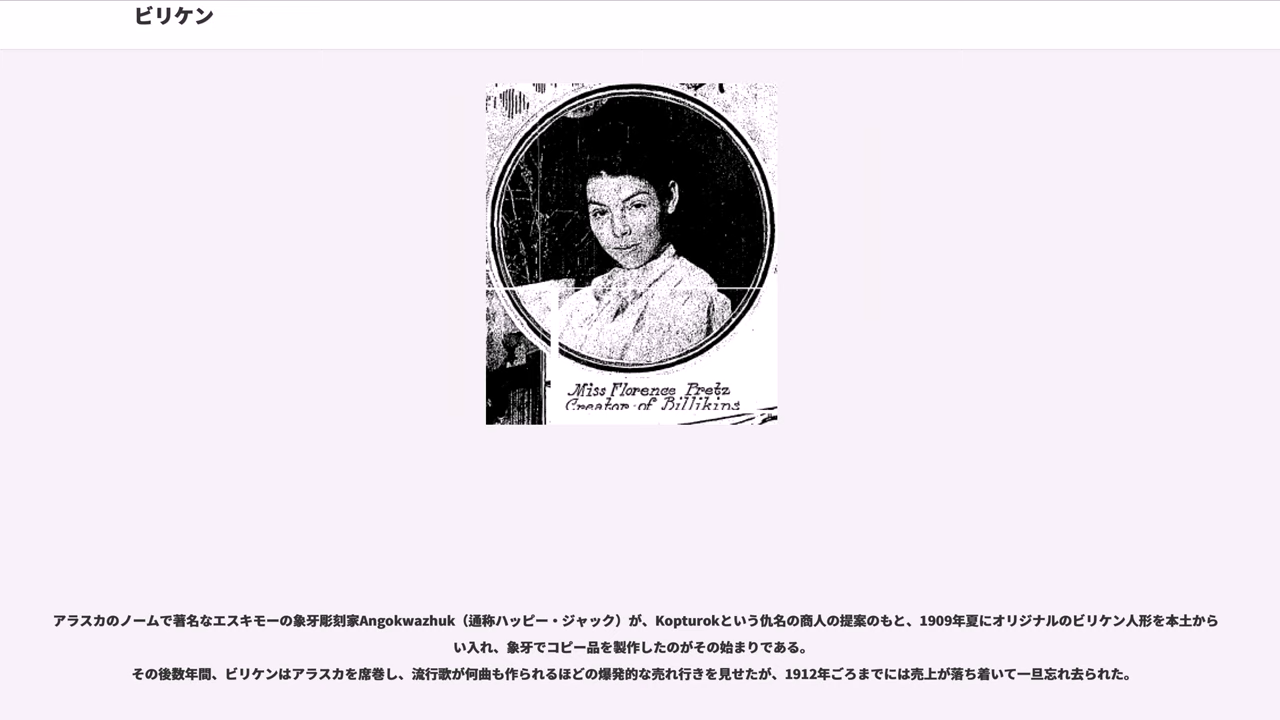 ビリケン
Miss Florence Pretz
Creator of Billikins
アラスカのノームで著名なエスキモーの象牙彫刻家Angokwazhuk（通称ハッピー・ジャック）が、Kopturokという仇名の商人の提案のもと、1909年夏にオリジナルのビリケン人形を本土から
い入れ、象牙でコピー品を製作したのがその始まりである。
その後数年間、ビリケンはアラスカを席巻し、流行歌が何曲も作られるほどの爆発的な売れ行きを見せたが、1912年ごろまでには売上が落ち着いて一旦忘れ去られた。